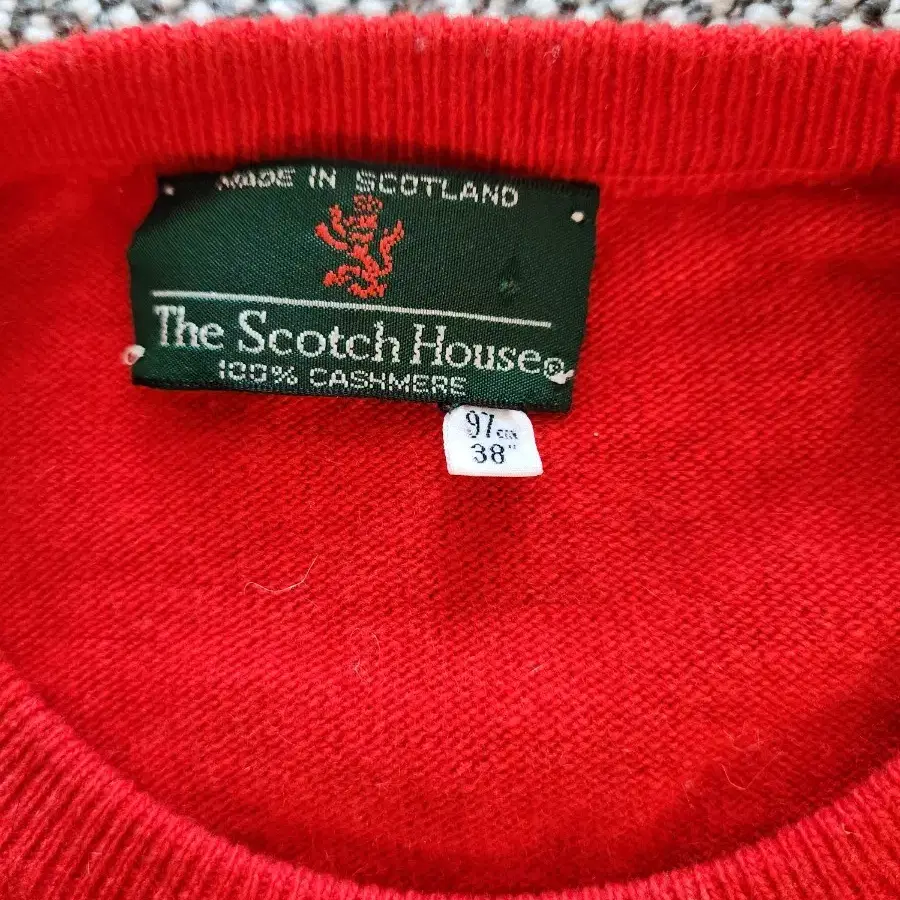 MADE IN SCOTLAND
The Scotch House®
100% CASHMERE
97cm
38"